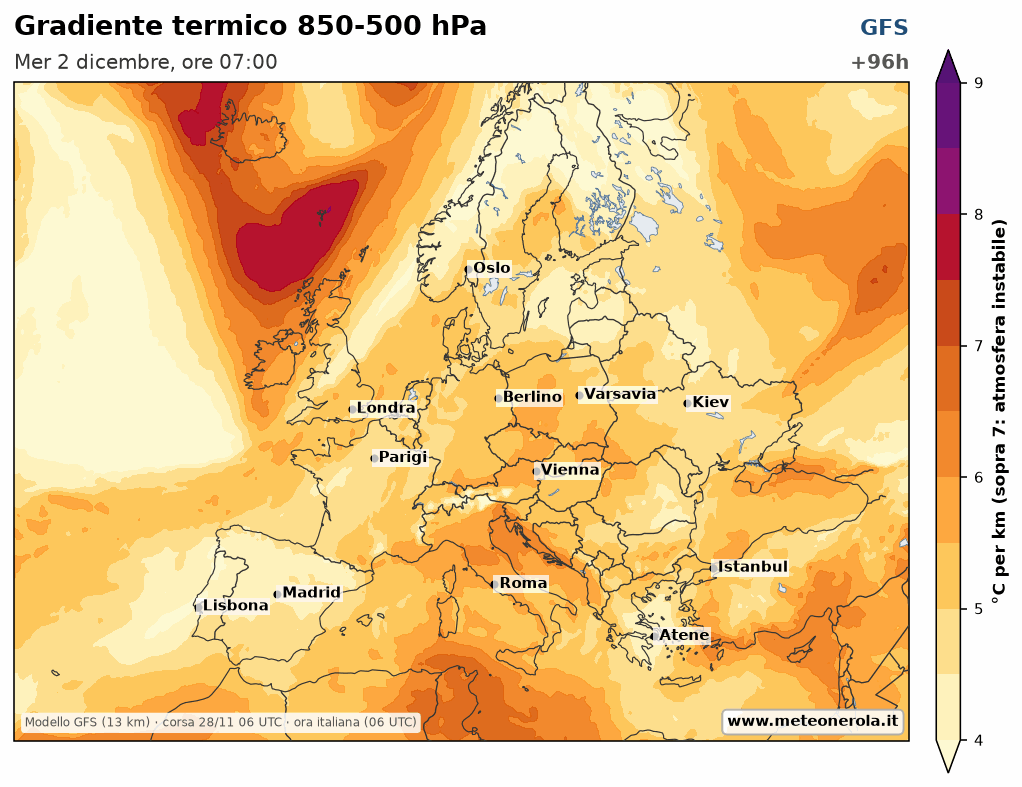 Gradiente termico 850-500 hPa
GFS
Mer 2 dicembre, ore 07:00
+96h
Oslo
Londra
Berlino
Varsavia
Kiev
Parigi
Vienna
Istanbul
Roma
Madrid
Lisbona
Atene
Modello GFS (13 km) · corsa 28/11 06 UTC · ora italiana (06 UTC)
www.meteonerola.it
9
8
7
6
5
4
°C per km (sopra 7: atmosfera instabile)